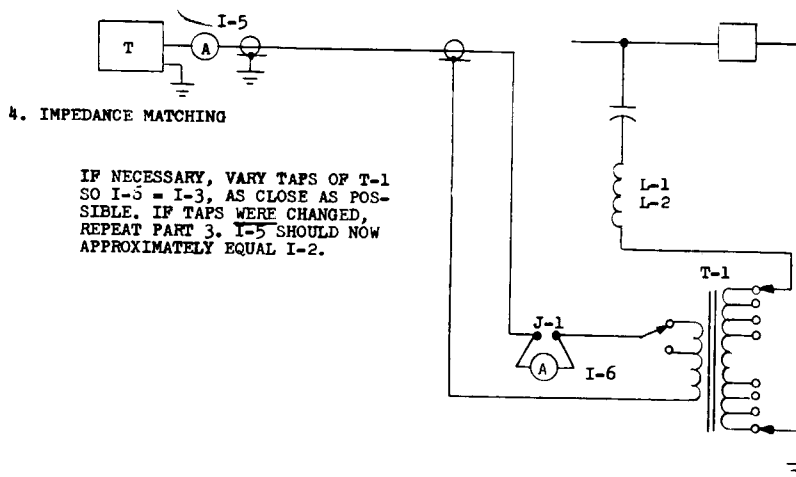 I-5
T
A
4. IMPEDANCE MATCHING
IF NECESSARY, VARY TAPS OF T-1
SO I-5 = I-3, AS CLOSE AS POS-
SIBLE. IF TAPS WERE CHANGED,
REPEAT PART 3. I-5 SHOULD NOW
APPROXIMATELY EQUAL I-2.
L-1
L-2
T-1
J-1
A
I-6